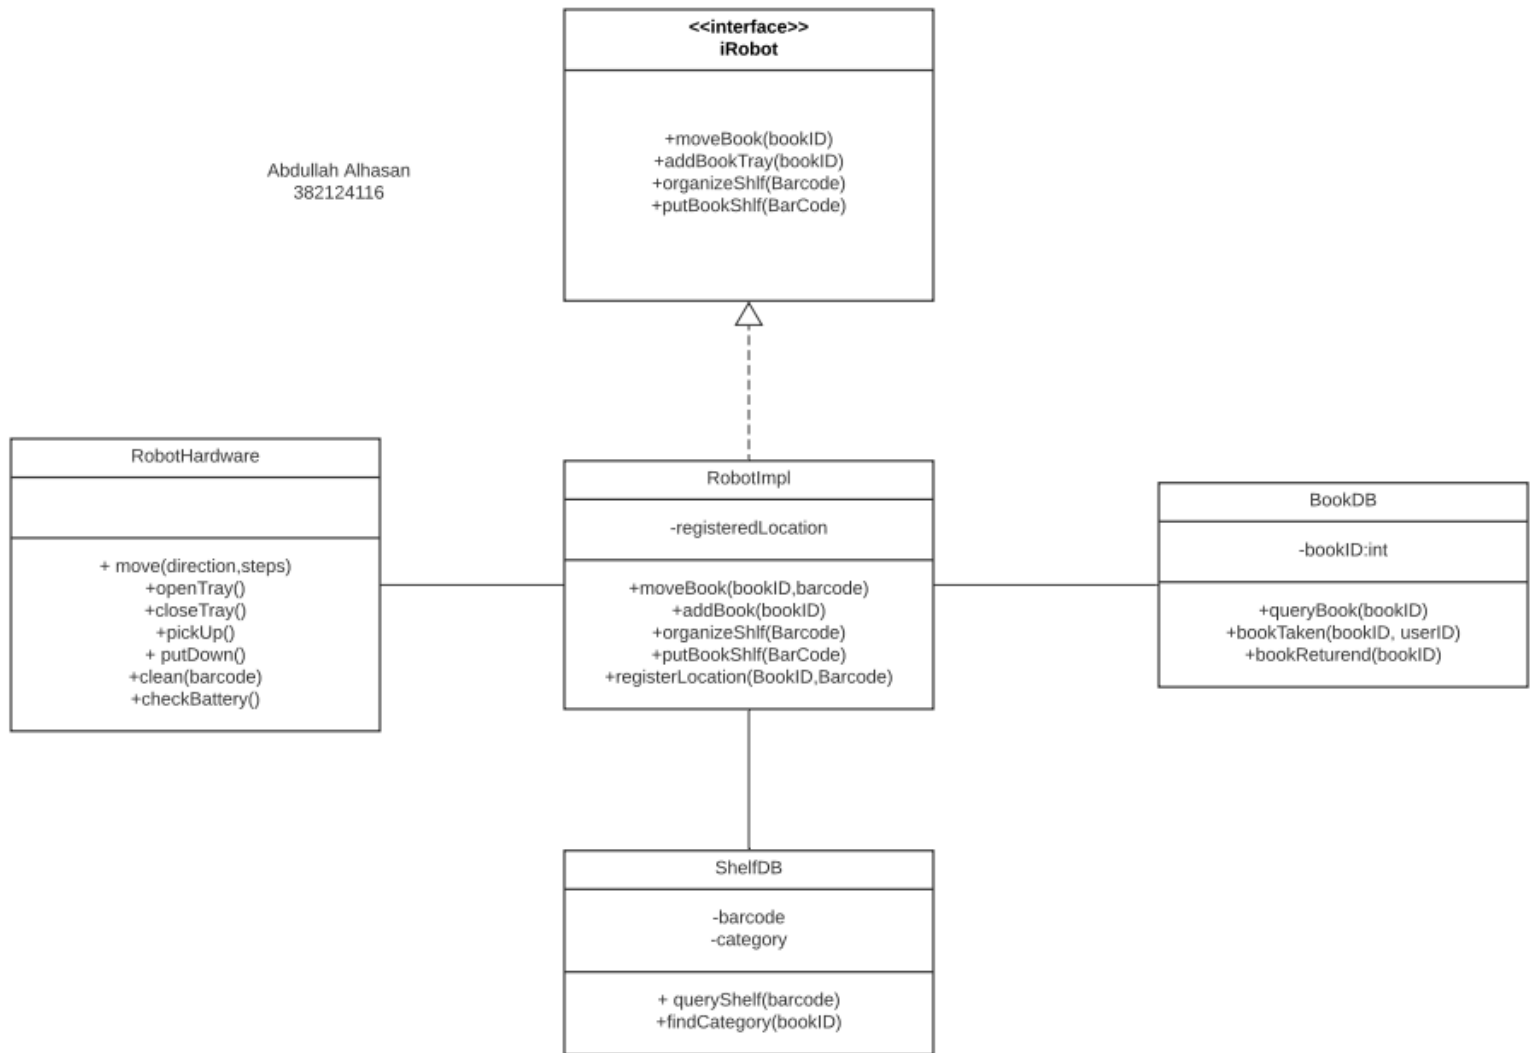 <<interface>>
iRobot
+moveBook(bookID)
+addBookTray(bookID)
+organizeShlf(Barcode)
+putBookShlf(BarCode)
Abdullah Alhasan
382124116
RobotHardware
+ move(direction,steps)
+openTray()
+closeTray()
+pickUp()
+ putDown()
+clean(barcode)
+checkBattery()
RobotImpl
-registeredLocation
+moveBook(bookID,barcode)
+addBook(bookID)
+organizeShlf(Barcode)
+putBookShlf(BarCode)
+registerLocation(BookID,Barcode)
BookDB
-bookID:int
+queryBook(bookID)
+bookTaken(bookID, userID)
+bookReturend(bookID)
ShelfDB
-barcode
-category
+ queryShelf(barcode)
+findCategory(bookID)